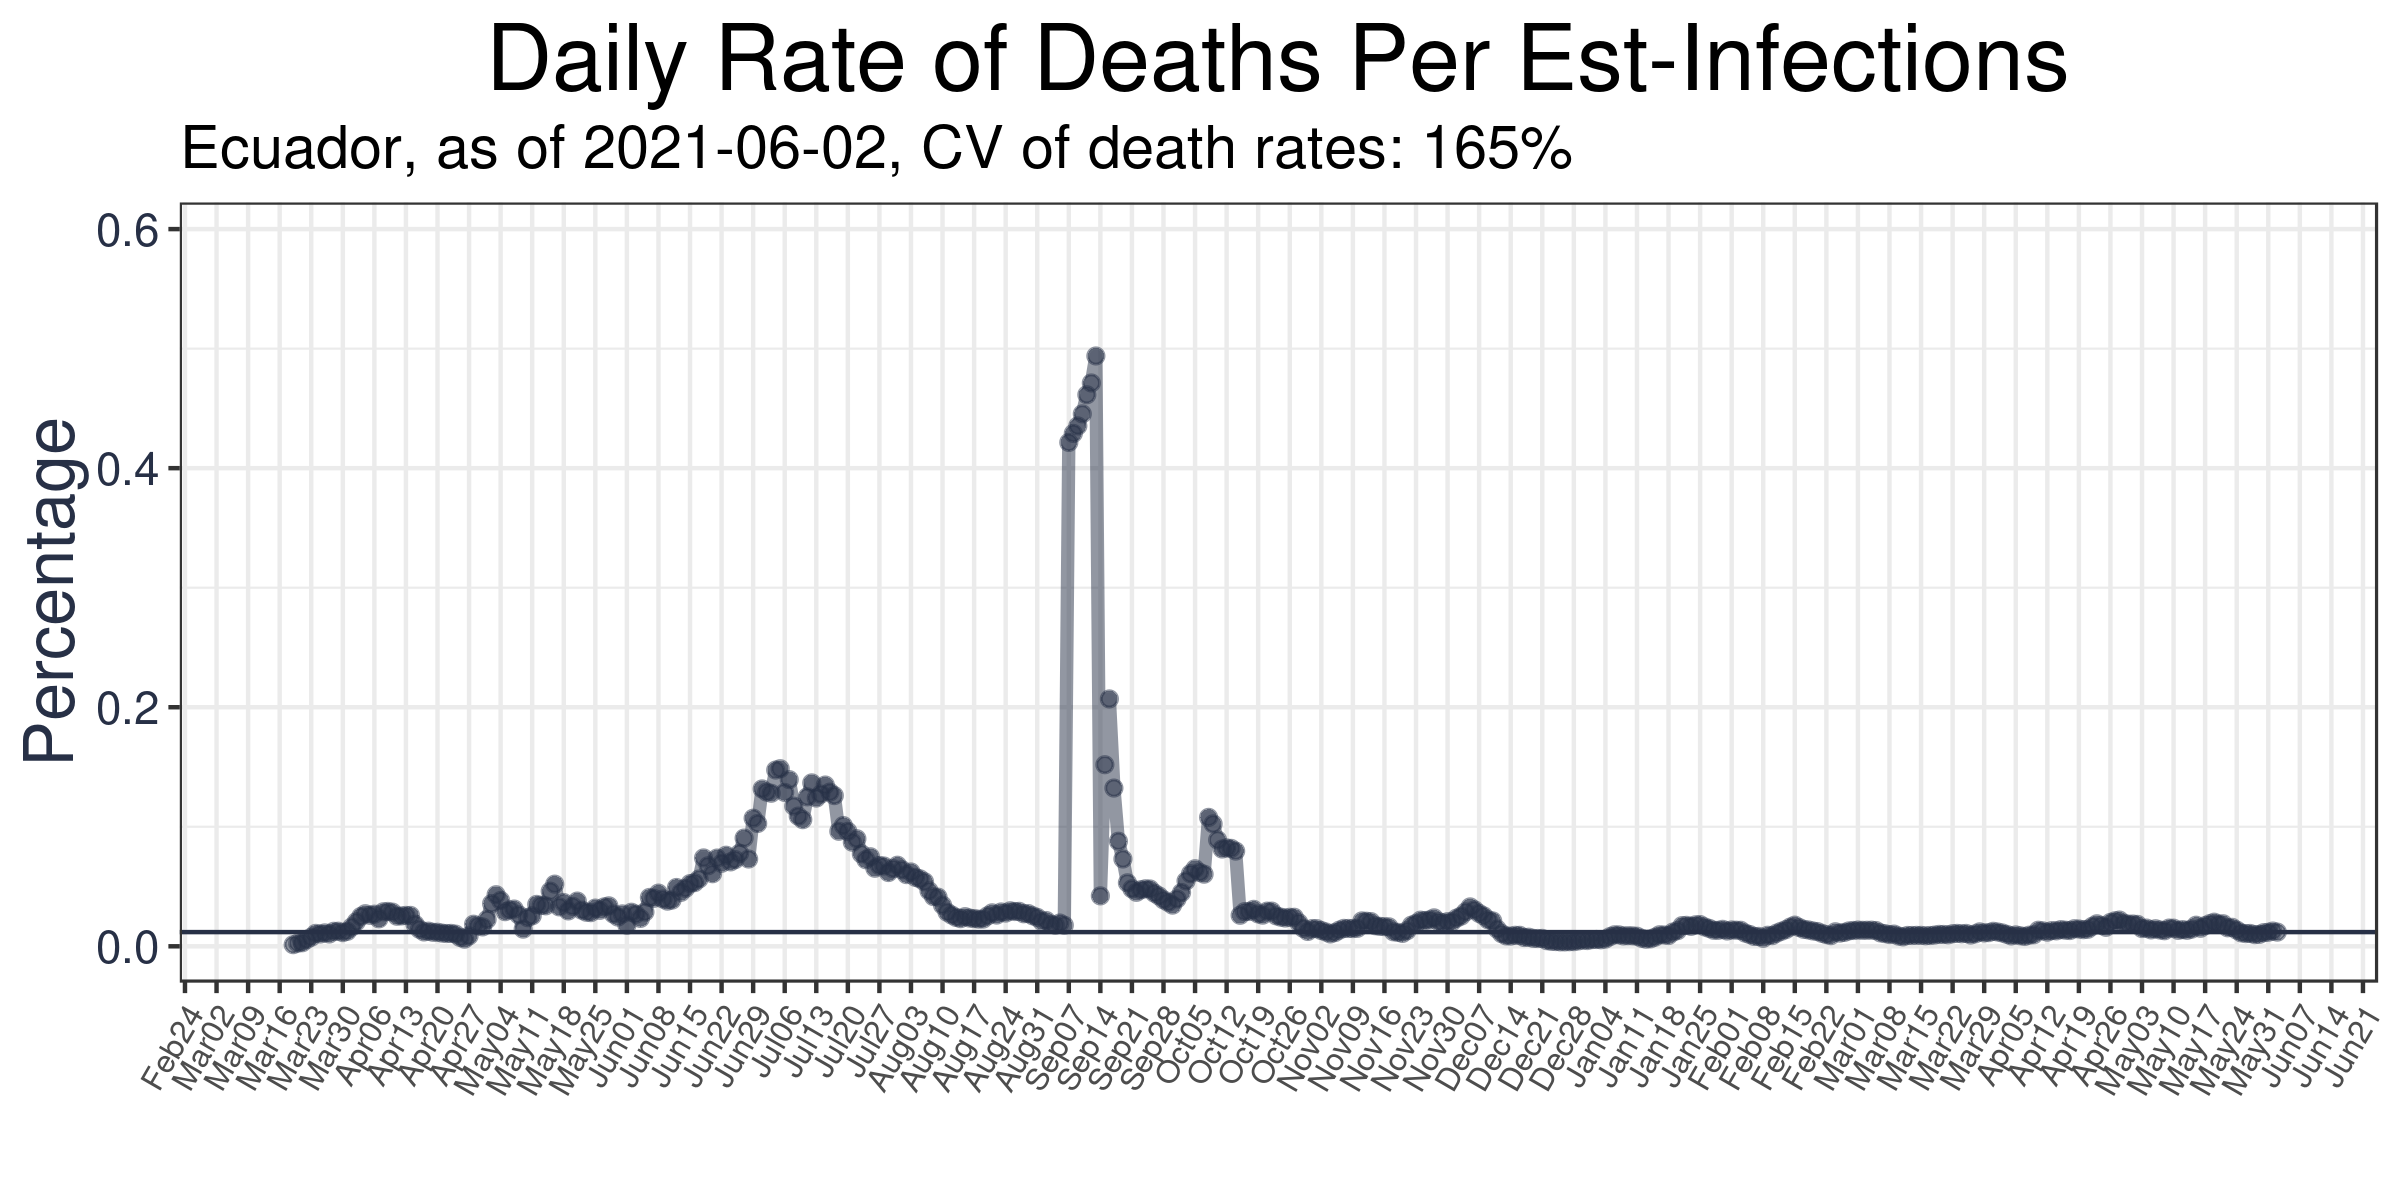 Daily Rate of Deaths Per Est-Infections
Ecuador, as of 2021-06-02, CV of death rates: 165%
Percentage
0.6
0.4
0.2
0.0
Feb24
Mar02
Mar09
Mar16
Mar23
Mar30
Apr06
Apr13
Apr20
Apr27
May04
May11
May18
May25
Jun01
Jun08
Jun15
Jun22
Jun29
Jul06
Jul13
Jul20
Jul27
Aug03
Aug10
Aug17
Aug24
Aug31
Sep07
Sep14
Sep21
Sep28
Oct05
Oct12
Oct19
Oct26
Nov02
Nov09
Nov16
Nov23
Nov30
Dec07
Dec14
Dec21
Dec28
Jan04
Jan11
Jan18
Jan25
Feb01
Feb08
Feb15
Feb22
Mar01
Mar08
Mar15
Mar22
Mar29
Apr05
Apr12
Apr19
Apr26
May03
May10
May17
May24
May31
Jun07
Jun14
Jun21